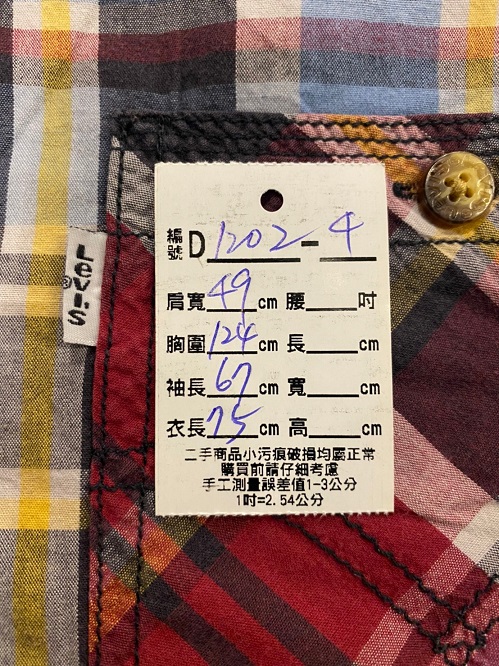 編號 D 1202-4
肩寬 49 cm 腰 吋
胸圍 124 cm 長 cm
袖長 67 cm 寬 cm
衣長 75 cm 高 cm
二手商品小污痕破損均屬正常
購買前請仔細考慮
手工測量誤差值1-3公分
1吋=2.54公分
LEVI'S®